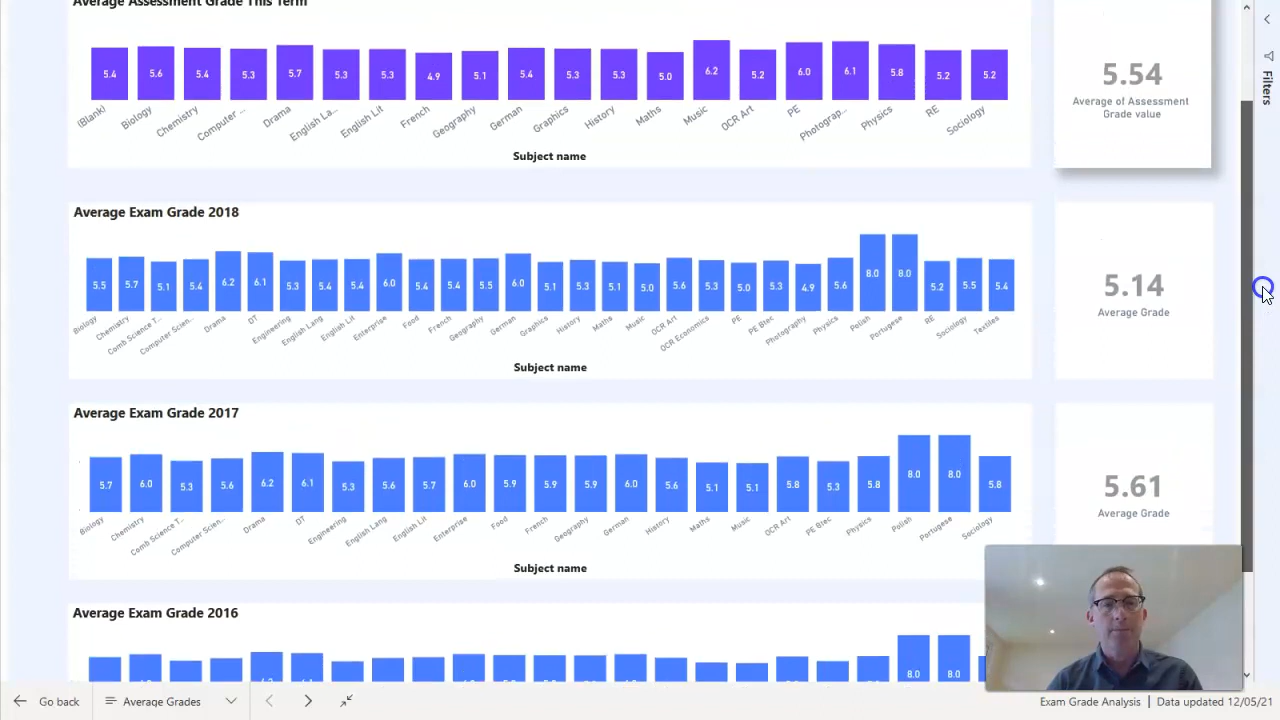 Average Assessment Grade This Term
5.4 5.6 5.4 5.3 5.7 5.3 5.3 4.9 5.1 5.4 5.3 5.3 5.0 6.2 5.2 6.0 6.1 5.8 5.2 5.2
(Blank) Biology Chemistry Computer ... Drama English La... English Lit French Geography German Graphics History Maths Music OCR Art PE Photograp... Physics RE Sociology
Subject name
5.54
Average of Assessment
Grade value
Filters
Average Exam Grade 2018
5.5 5.7 5.1 5.4 6.2 6.1 5.3 5.4 5.4 6.0 5.4 5.4 5.5 6.0 5.1 5.3 5.1 5.0 5.6 5.3 5.0 5.3 4.9 5.6 8.0 8.0 5.2 5.5 5.4
Biology Chemistry Comb Science T... Computer Scien... Drama DT Engineering English Lang English Lit Enterprise Food French Geography German Graphics History Maths Music OCR Art OCR Economics PE PE Btec Photography Physics Polish Portugese RE Sociology Textiles
Subject name
5.14
Average Grade
Average Exam Grade 2017
5.7 6.0 5.3 5.6 6.2 6.1 5.3 5.6 5.7 6.0 5.9 5.9 5.9 6.0 5.6 5.1 5.1 5.8 5.3 5.8 8.0 8.0 5.8
Biology Chemistry Comb Science T... Computer Scien... Drama DT Engineering English Lang English Lit Enterprise Food French Geography German History Maths Music OCR Art PE Btec Physics Polish Portugese Sociology
Subject name
5.61
Average Grade
Average Exam Grade 2016
8.0 8.0
Go back
Average Grades
Exam Grade Analysis | Data updated 12/05/21